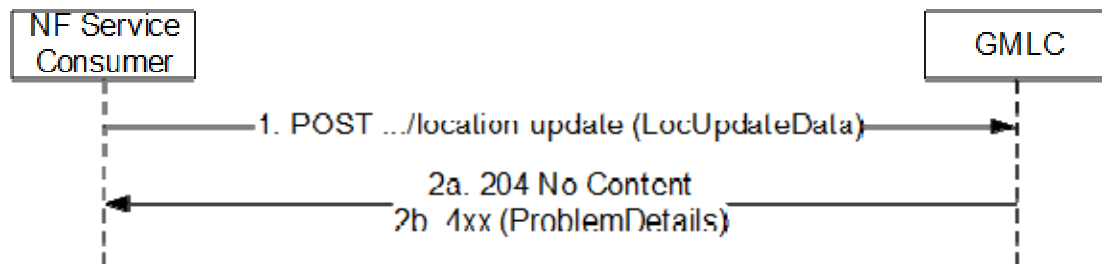 NF Service
Consumer
GMLC
1. POST .../location update (LocUpdateData)
2a. 204 No Content
2b 4xx (ProblemDetails)